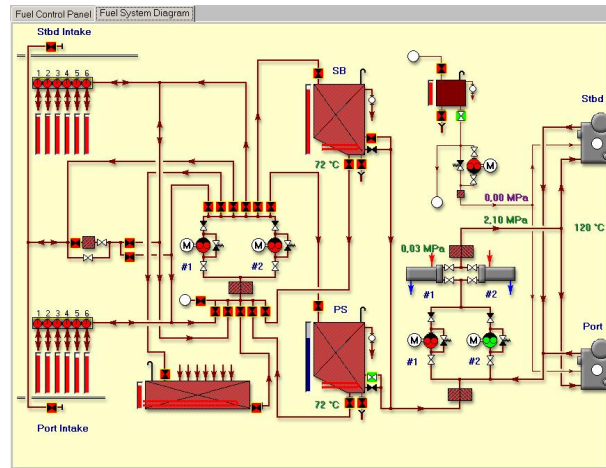 Fuel Control Panel Fuel System Diagram
Stbd Intake
1 2 3 4 5 6
SB
72 °C
Stbd
M
0,00 MPa
2,10 MPa
120 °C
M M
#1 #2
0,03 MPa
#1 #2
1 2 3 4 5 6
PS
M M
#1 #2
Port
72 °C
Port Intake